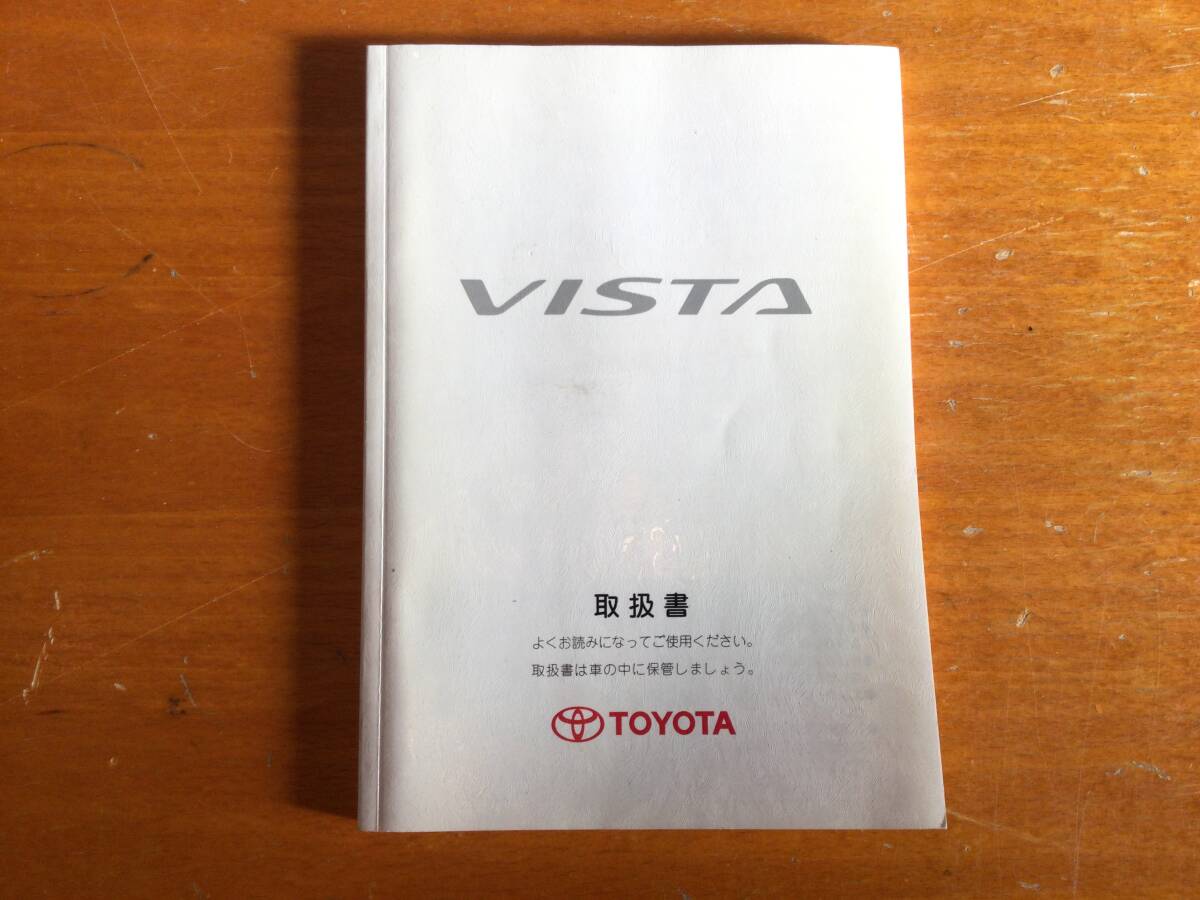 VISTA
取扱書
よくお読みになってご使用ください。
取扱書は車の中に保管しましょう。
TOYOTA